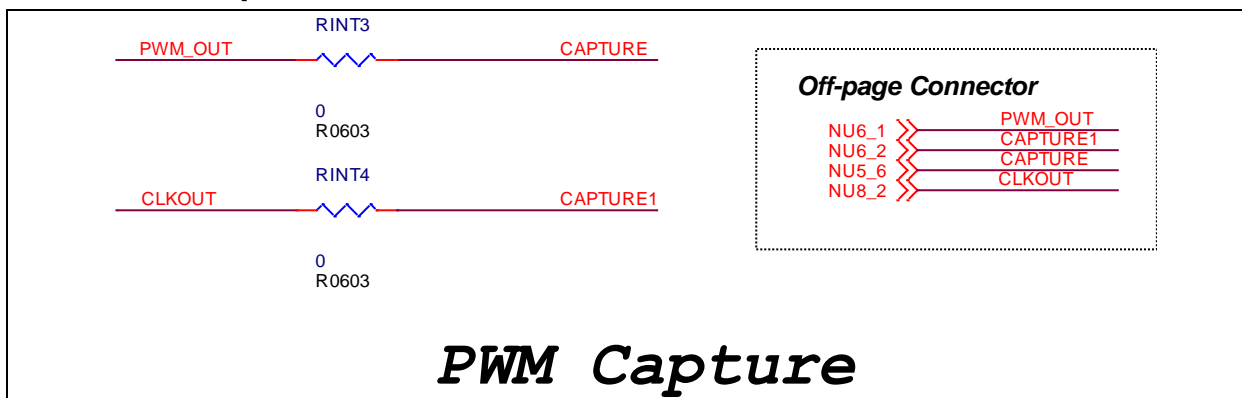 RINT3
PWM_OUT CAPTURE
0
R0603
RINT4
CLKOUT CAPTURE1
0
R0603
Off-page Connector
NU6_1 PWM_OUT
NU6_2 CAPTURE1
NU5_6 CAPTURE
NU8_2 CLKOUT
PWM Capture